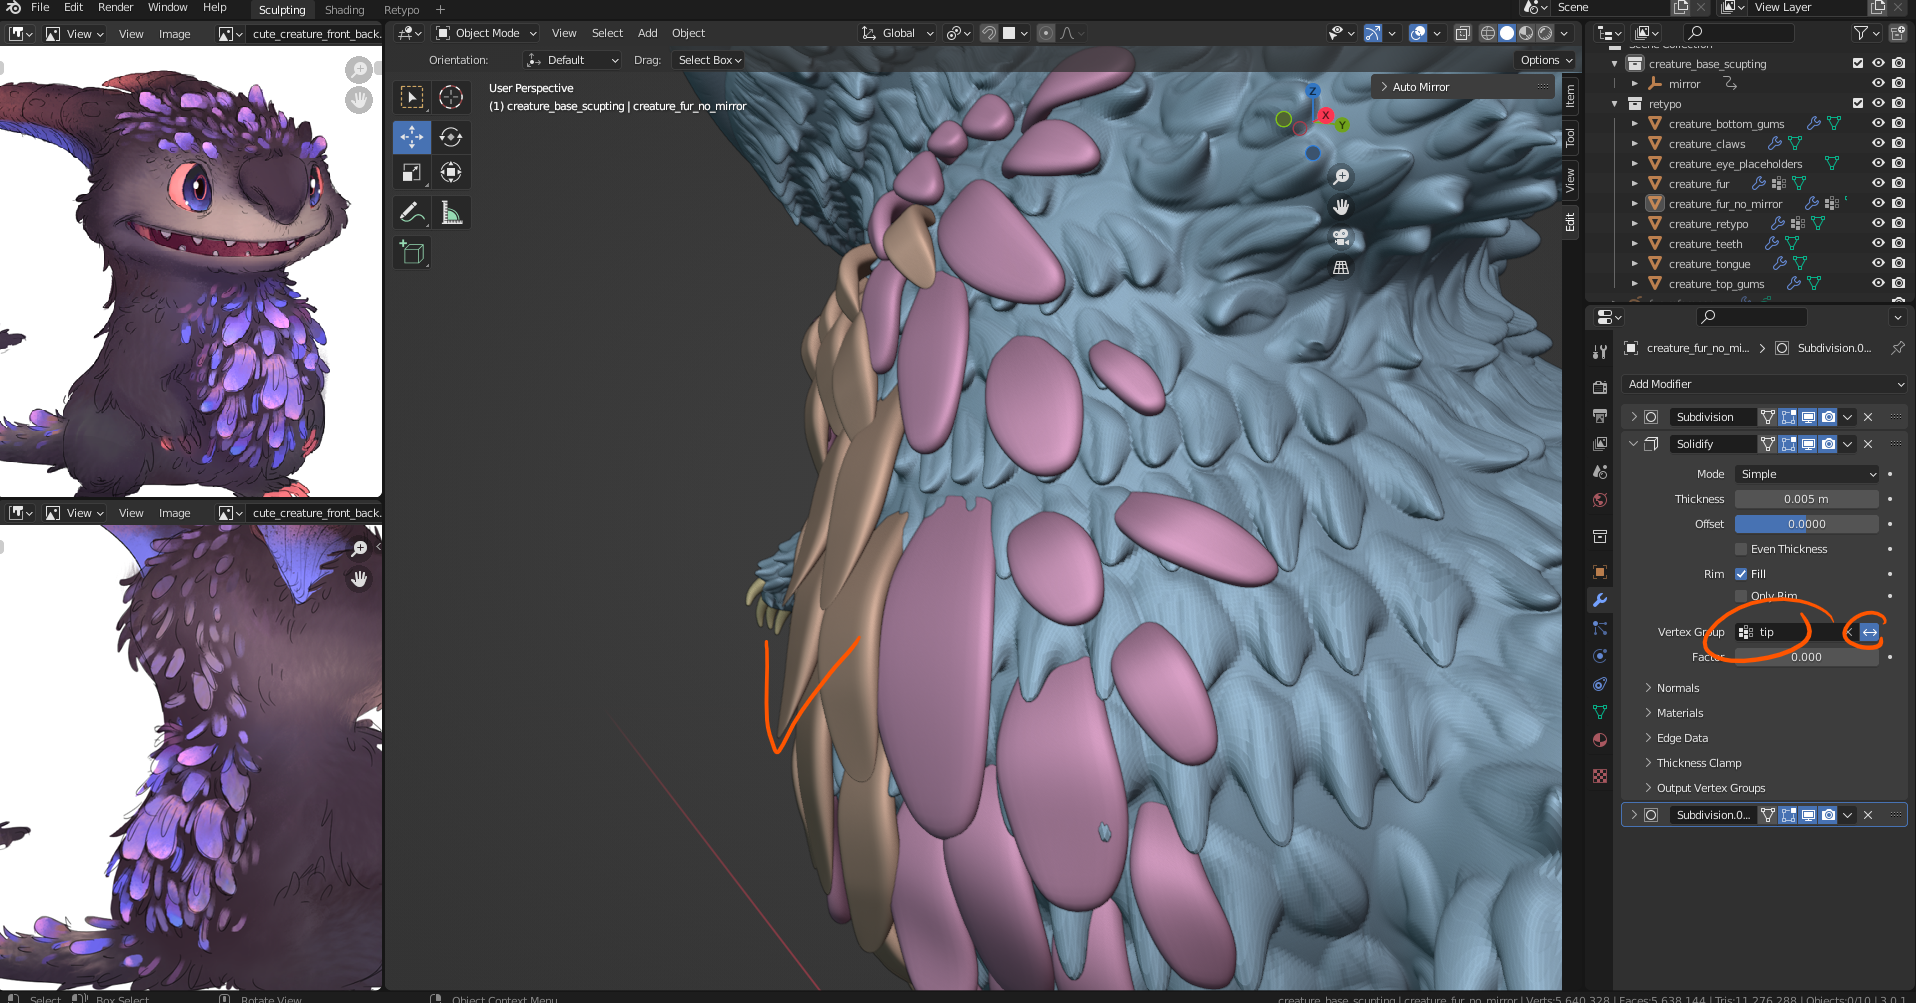 File Edit Render Window Help Sculpting Shading Retypo + Scene View Layer
View View Image cute_creature_front_back. Object Mode View Select Add Object Global
Orientation: Default Drag: Select Box Options
User Perspective
(1) creature_base_scupting | creature_fur_no_mirror
Auto Mirror
Z
X
Y
Item
Tool
View
Edit
Scene Collection
creature_base_scupting
mirror
retypo
creature_bottom_gums
creature_claws
creature_eye_placeholders
creature_fur
creature_fur_no_mirror
creature_retypo
creature_teeth
creature_tongue
creature_top_gums
creature_fur_no_mi... > Subdivision.0...
Add Modifier
Subdivision
Solidify
Mode Simple
Thickness 0.005 m
Offset 0.0000
Even Thickness
Rim Fill
Only Rim
Vertex Group tip
Factor 0.000
Normals
Materials
Edge Data
Thickness Clamp
Output Vertex Groups
Subdivision.0...
View View Image cute_creature_front_back.
Select Box Select Rotate View Object Context Menu creature_base_scupting | creature_fur_no_mirror | Verts:5,640,328 | Faces:5,638,144 | Tris:11,276,288 | Objects:0/10 | 3.0.1